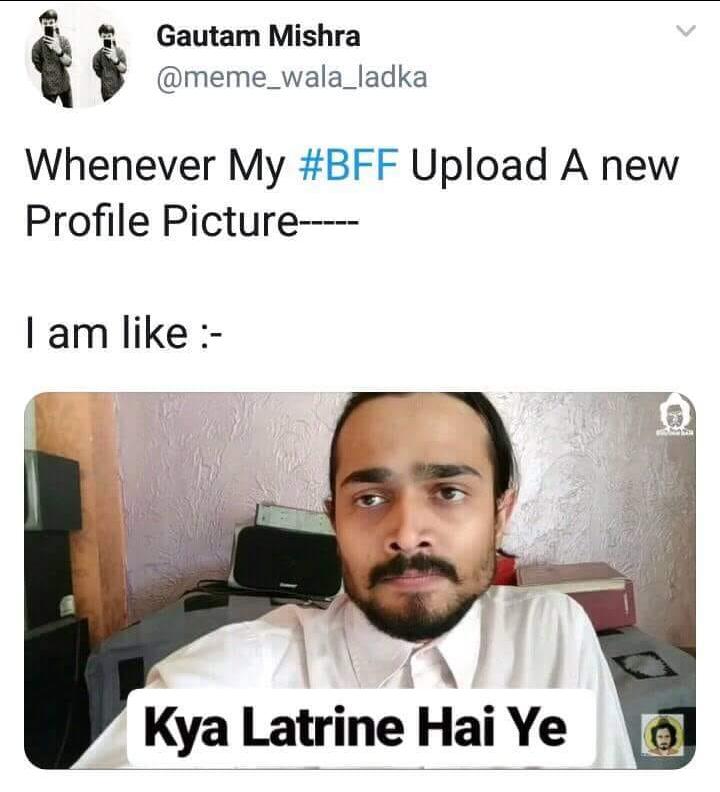 Gautam Mishra
@meme_wala_ladka
Whenever My #BFF Upload A new
Profile Picture-----
I am like :-
Kya Latrine Hai Ye